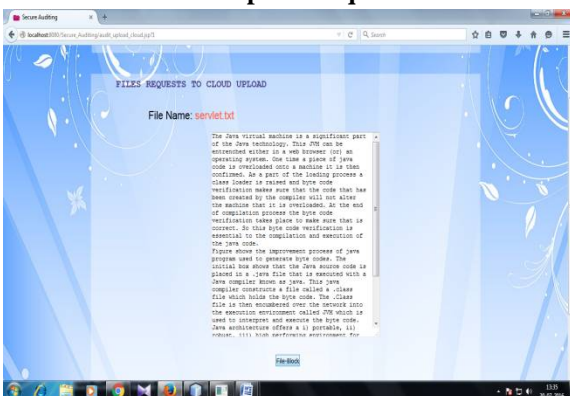 Secure Auditing
localhost:8080/Secure_Auditing/audit_upload_cloud.jsp?1
Search
FILES REQUESTS TO CLOUD UPLOAD
File Name: servlet.txt
The Java virtual machine is a significant part
of the Java technology. This JVM can be
entrenched either in a web browser (or) an
operating system. One time a piece of java
code is overloaded onto a machine it is then
confirmed. As a part of the loading process a
class loader is raised and byte code
verification makes sure that the code that has
been created by the compiler will not alter
the machine that it is overloaded. At the end
of compilation process the byte code
verification takes place to make sure that is
correct. So this byte code verification is
essential to the compilation and execution of
the java code.
Figure shows the improvement process of java
program used to generate byte codes. The
initial box shows that the Java source code is
placed in a .java file that is executed with a
Java compiler known as java. This java
compiler constructs a file called a .class
file which holds the byte code. The .Class
file is then encumbered over the network into
the execution environment called JVM which is
used to interpret and execute the byte code.
Java architecture offers a i) portable, ii)
robust, iii) high performing environment for
File-Block
13:35